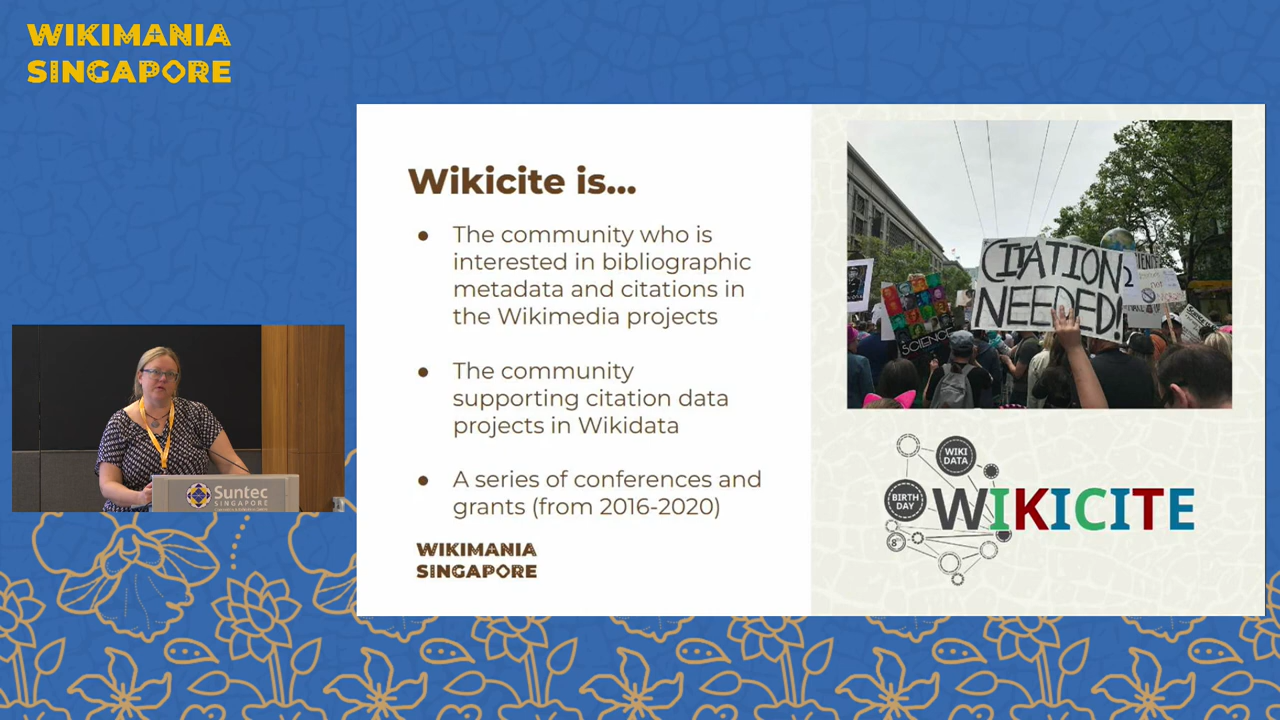 WIKIMANIA
SINGAPORE
Wikicite is...
● The community who is
interested in bibliographic
metadata and citations in
the Wikimedia projects
● The community
supporting citation data
projects in Wikidata
● A series of conferences and
grants (from 2016-2020)
WIKIMANIA
SINGAPORE
CITATION
NEEDED!
SCIENCE
2
WIKI
DATA
BIRTH
DAY
8th
WIKICITE
Suntec
SINGAPORE